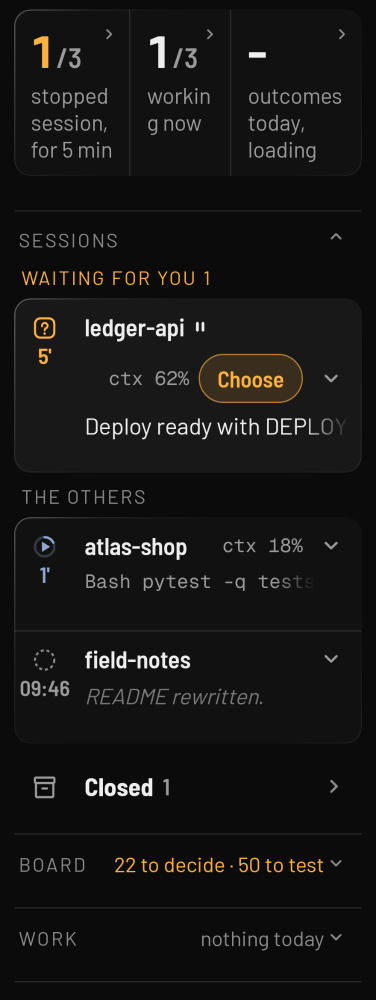 1/3
stopped
session,
for 5 min
1/3
workin
g now
-
outcomes
today,
loading
SESSIONS
WAITING FOR YOU 1
ledger-api
5'
ctx 62% Choose
Deploy ready with DEPLOY
THE OTHERS
atlas-shop ctx 18%
1'
Bash pytest -q tests
field-notes
09:46
README rewritten.
Closed 1
BOARD 22 to decide · 50 to test
WORK nothing today